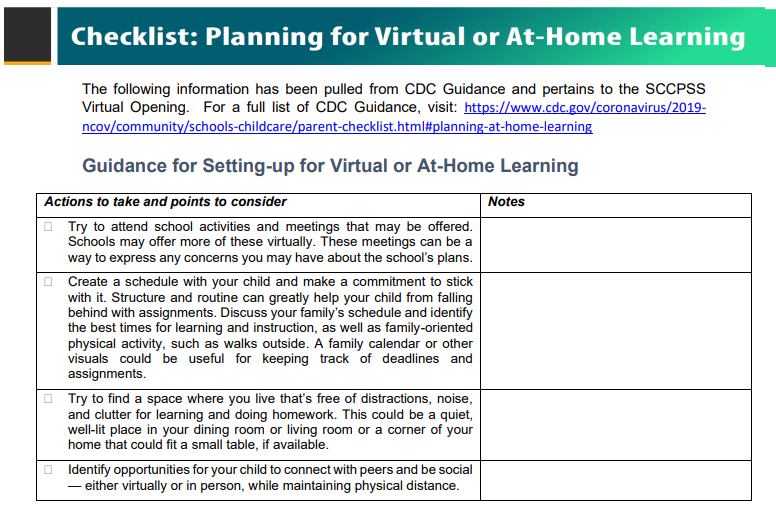 Checklist: Planning for Virtual or At-Home Learning
The following information has been pulled from CDC Guidance and pertains to the SCCPSS
Virtual Opening. For a full list of CDC Guidance, visit: https://www.cdc.gov/coronavirus/2019-
ncov/community/schools-childcare/parent-checklist.html#planning-at-home-learning
Guidance for Setting-up for Virtual or At-Home Learning
Actions to take and points to consider
Notes
Try to attend school activities and meetings that may be offered.
Schools may offer more of these virtually. These meetings can be a
way to express any concerns you may have about the school's plans.
Create a schedule with your child and make a commitment to stick
with it. Structure and routine can greatly help your child from falling
behind with assignments. Discuss your family's schedule and identify
the best times for learning and instruction, as well as family-oriented
physical activity, such as walks outside. A family calendar or other
visuals could be useful for keeping track of deadlines and
assignments.
Try to find a space where you live that's free of distractions, noise,
and clutter for learning and doing homework. This could be a quiet,
well-lit place in your dining room or living room or a corner of your
home that could fit a small table, if available.
Identify opportunities for your child to connect with peers and be social
— either virtually or in person, while maintaining physical distance.